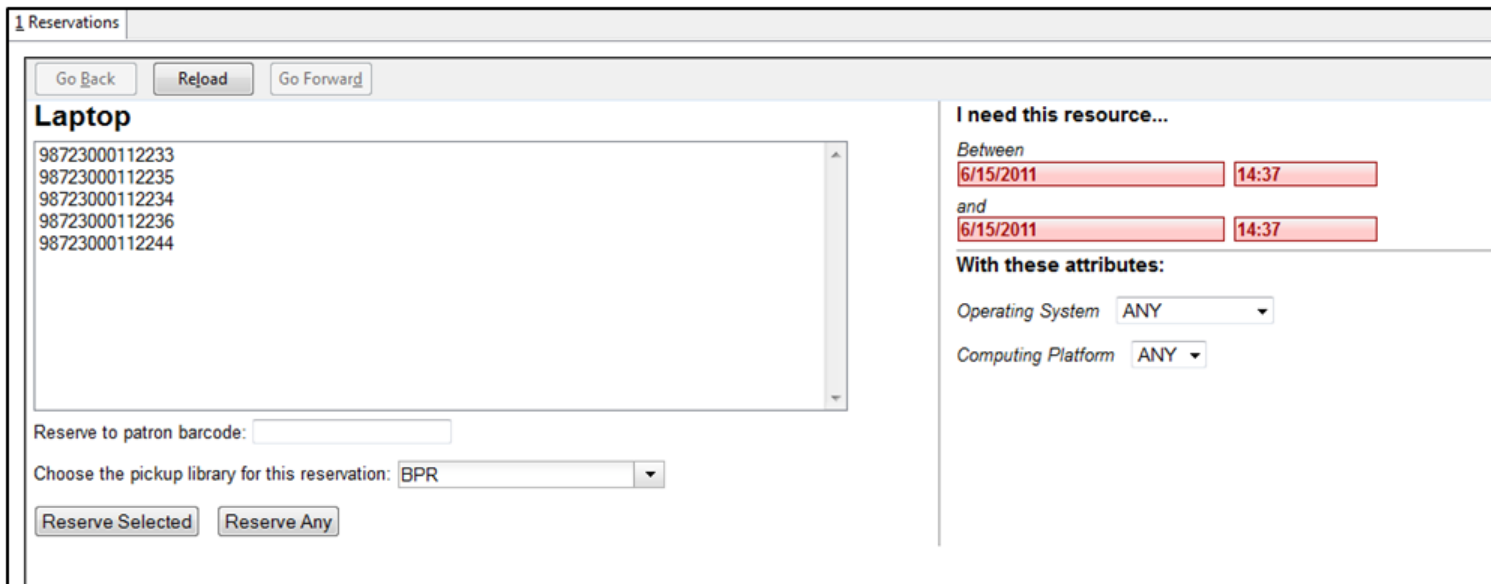 1 Reservations
Go Back Reload Go Forward
Laptop
98723000112233
98723000112235
98723000112234
98723000112236
98723000112244
Reserve to patron barcode:
Choose the pickup library for this reservation: BPR
Reserve Selected Reserve Any
I need this resource...
Between
6/15/2011 14:37
and
6/15/2011 14:37
With these attributes:
Operating System ANY
Computing Platform ANY